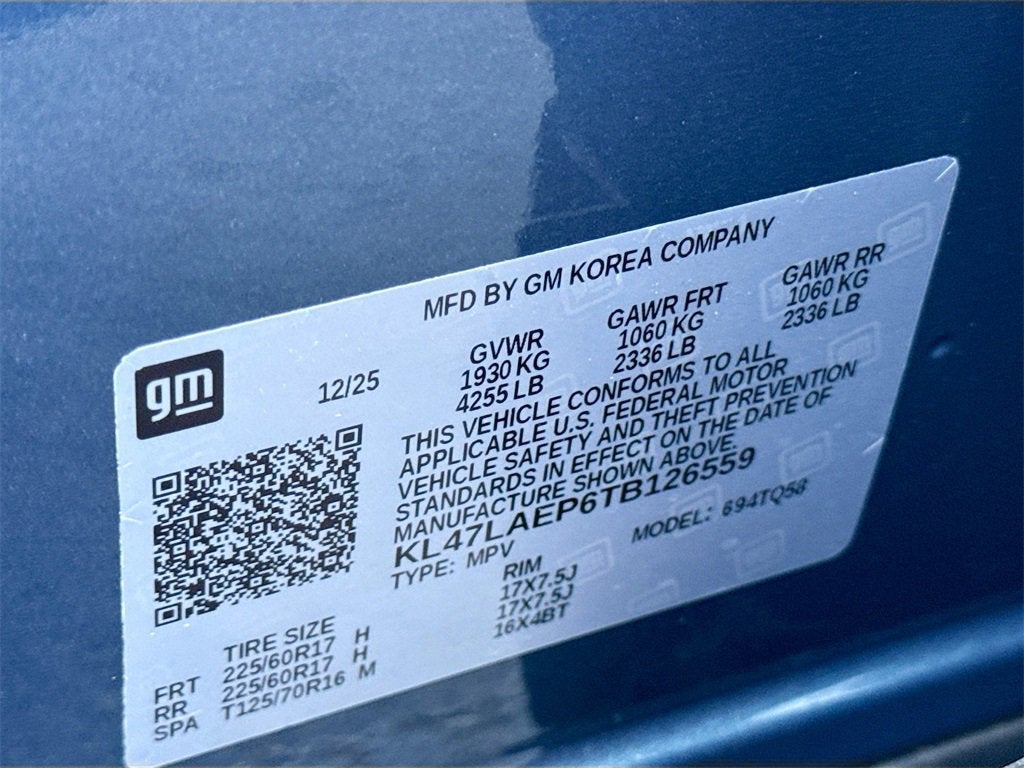 MFD BY GM KOREA COMPANY
gm
12/25
GVWR GAWR FRT GAWR RR
1930 KG 1060 KG 1060 KG
4255 LB 2336 LB 2336 LB
THIS VEHICLE CONFORMS TO ALL
APPLICABLE U.S. FEDERAL MOTOR
VEHICLE SAFETY AND THEFT PREVENTION
STANDARDS IN EFFECT ON THE DATE OF
MANUFACTURE SHOWN ABOVE.
KL47LAEP6TB126559
TYPE: MPV MODEL: 694TQ58
TIRE SIZE RIM
FRT 225/60R17 H 17X7.5J
RR 225/60R17 H 17X7.5J
SPA T125/70R16 M 16X4BT